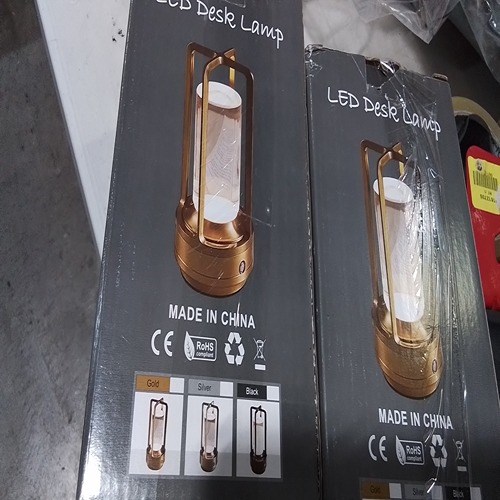 LED Desk Lamp
MADE IN CHINA
CE
RoHS
compliant
Gold
Silver
Black
LED Desk Lamp
MADE IN CHINA
CE
RoHS
compliant